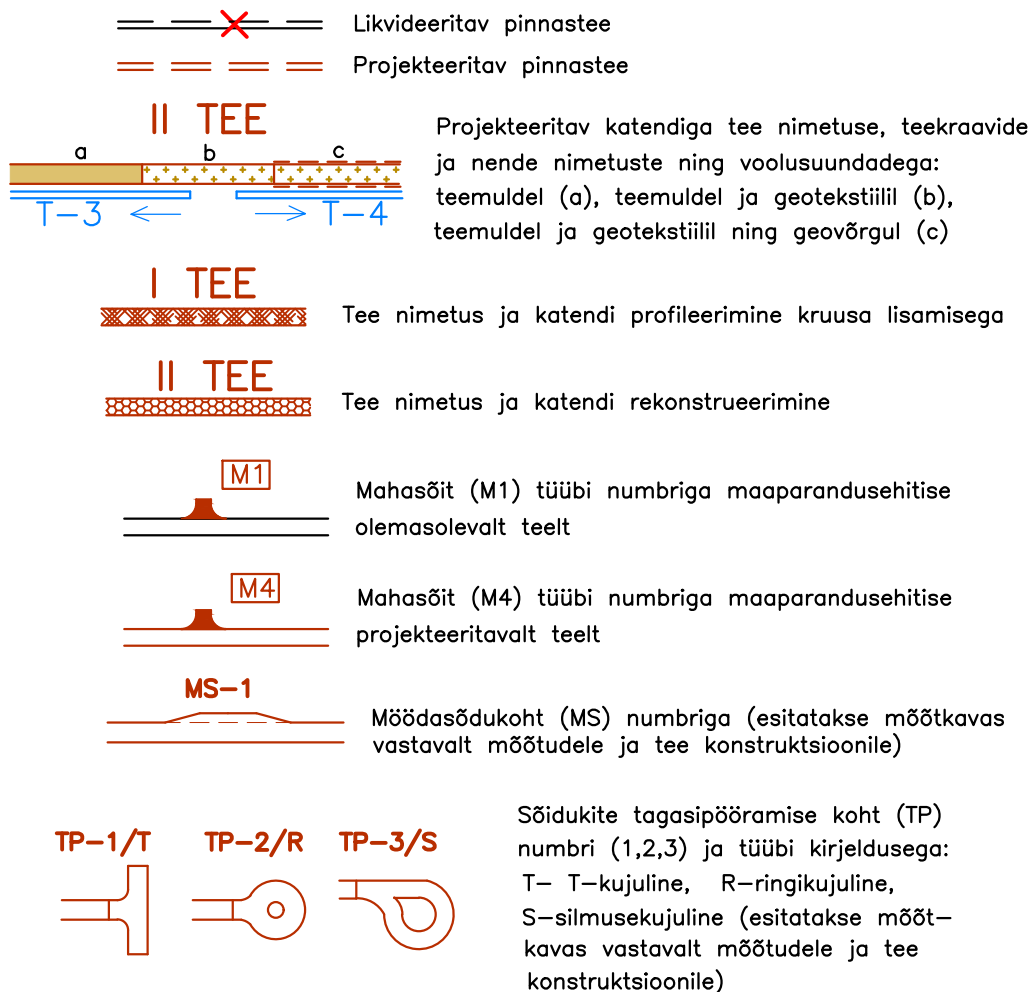 Likvideeritav pinnastee
Projekteeritav pinnastee
II TEE
a b c
T-3 T-4
Projekteeritav katendiga tee nimetuse, teekraavide
ja nende nimetuste ning voolusuundadega:
teemuldel (a), teemuldel ja geotekstiilil (b),
teemuldel ja geotekstiilil ning geovõrgul (c)
I TEE
Tee nimetus ja katendi profileerimine kruusa lisamisega
II TEE
Tee nimetus ja katendi rekonstrueerimine
M1
Mahasõit (M1) tüübi numbriga maaparandusehitise
olemasolevalt teelt
M4
Mahasõit (M4) tüübi numbriga maaparandusehitise
projekteeritavalt teelt
MS-1
Möödasõdukoht (MS) numbriga (esitatakse mõõtkavas
vastavalt mõõtudele ja tee konstruktsioonile)
TP-1/T TP-2/R TP-3/S
Sõidukite tagasipööramise koht (TP)
numbri (1,2,3) ja tüübi kirjeldusega:
T- T-kujuline, R-ringikujuline,
S-silmusekujuline (esitatakse mõõt-
kavas vastavalt mõõtudele ja tee
konstruktsioonile)